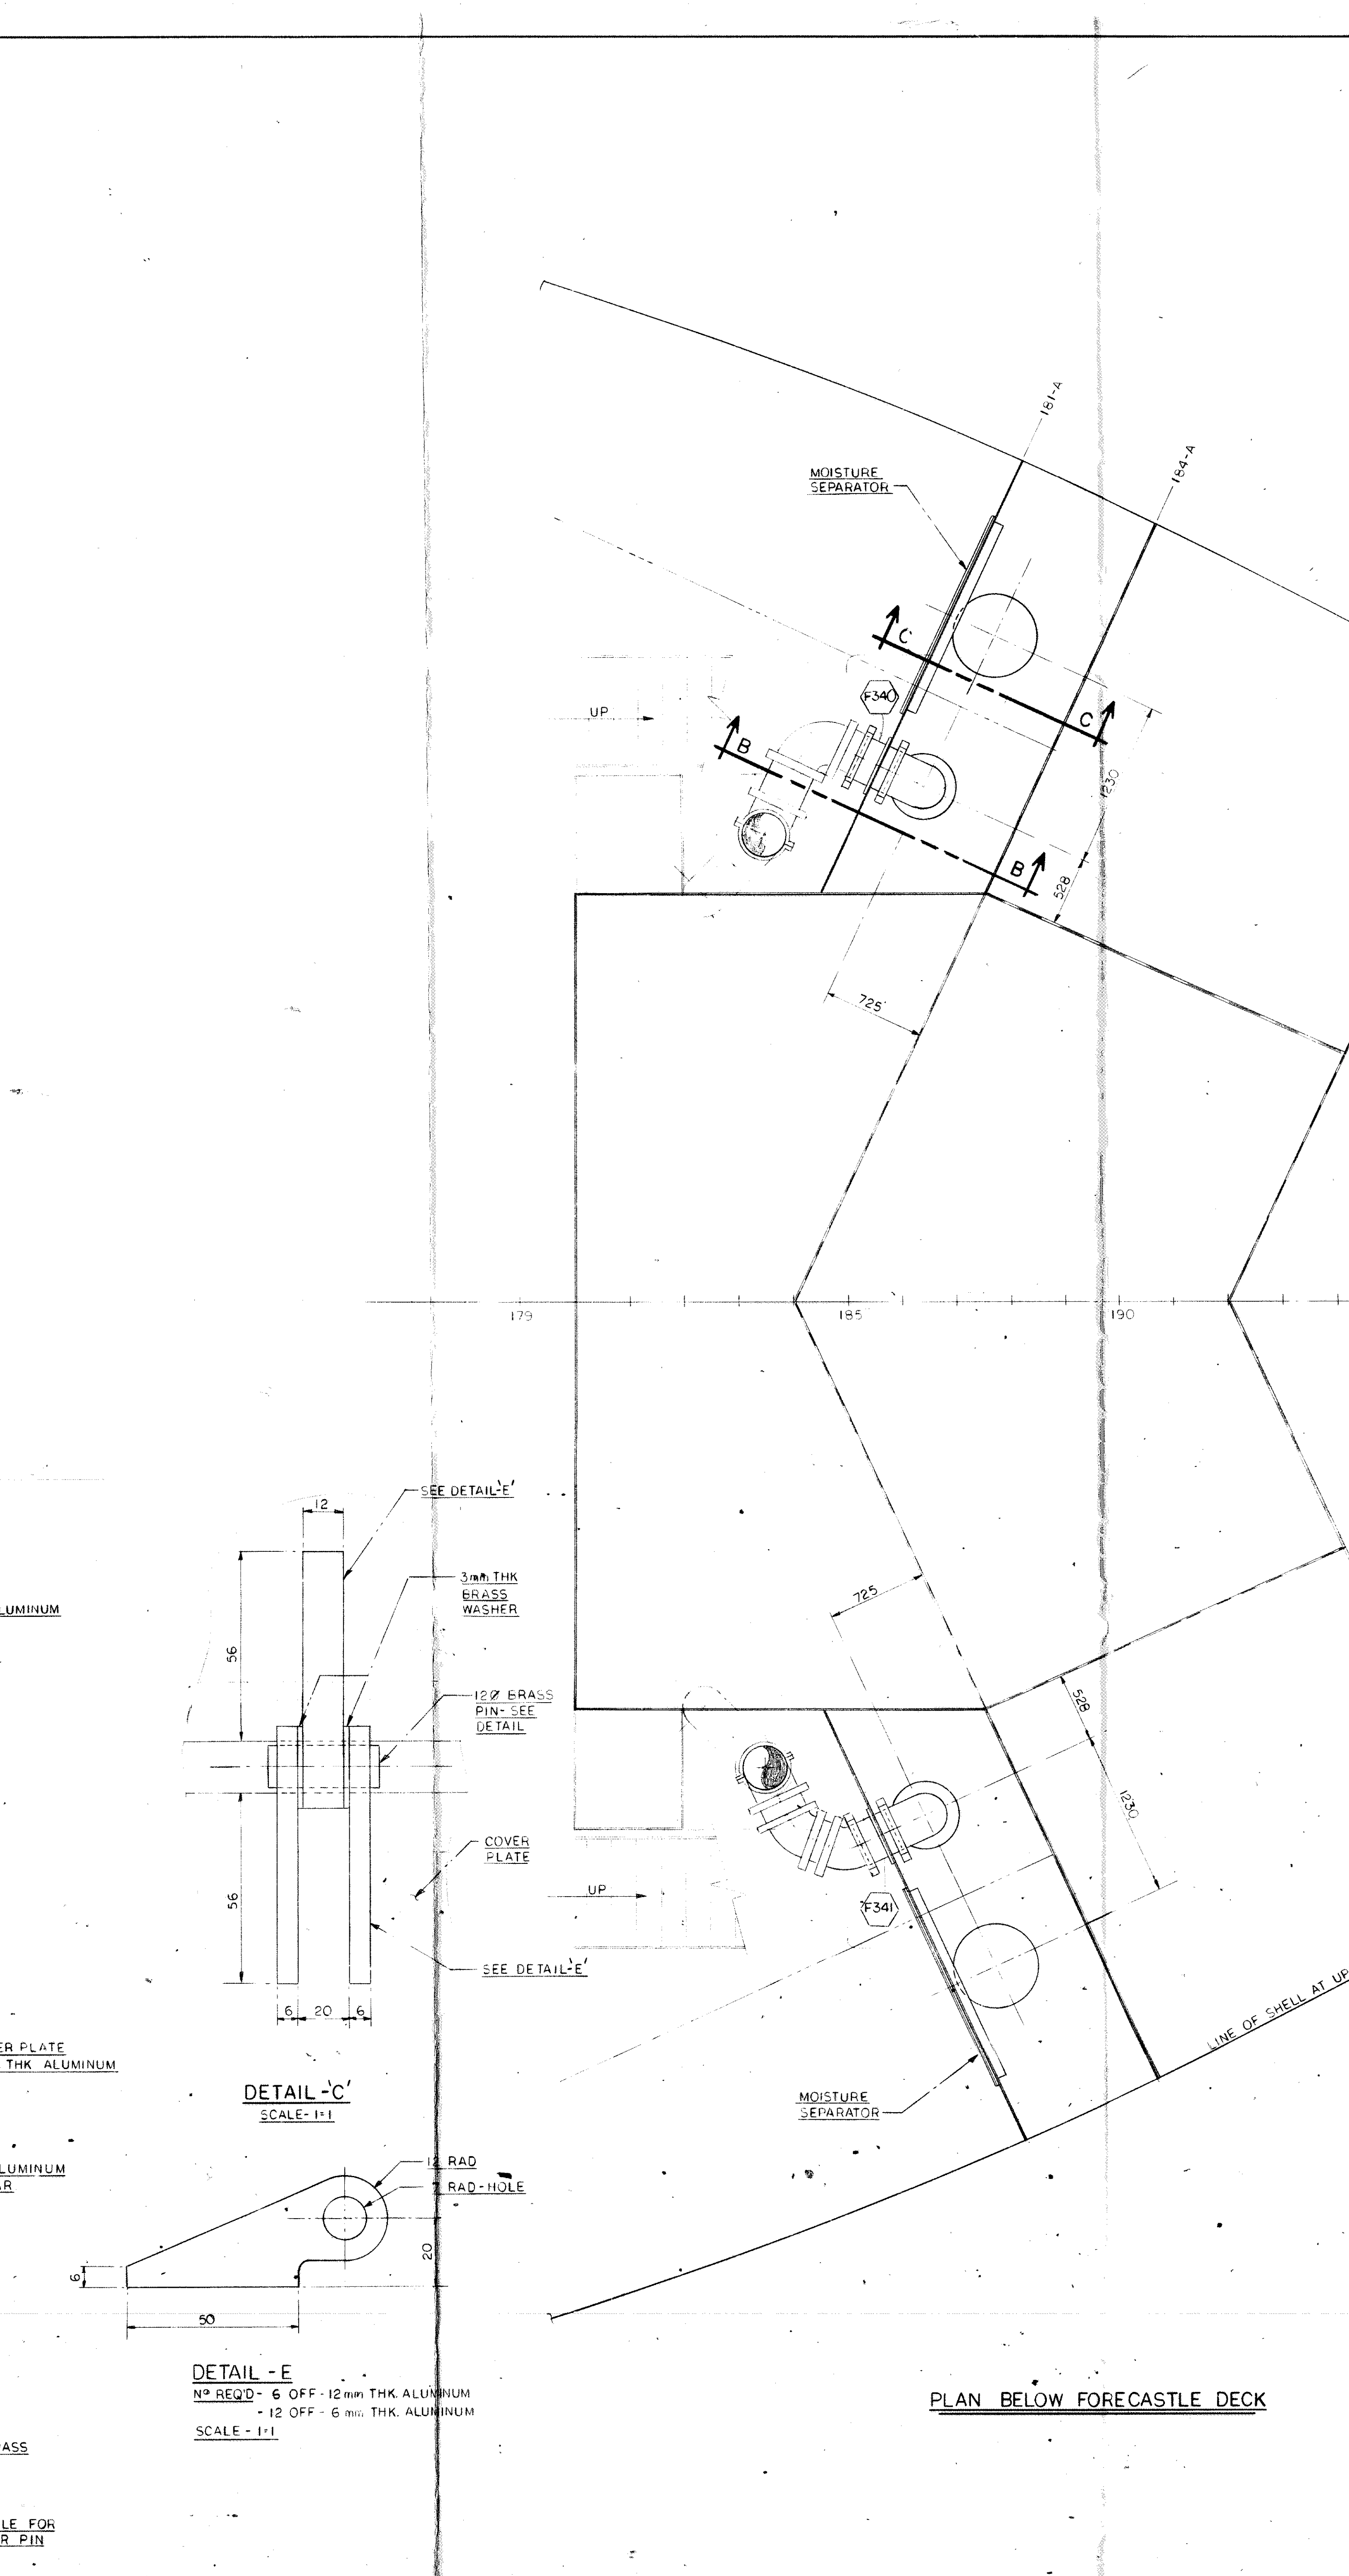 181-A
184-A
MOISTURE
SEPARATOR
C
F340
C
UP
B
1230
B
528
725
179
185
190
SEE DETAIL-'E'
12
3mm THK
BRASS
WASHER
LUMINUM
56
725
12Ø BRASS
PIN-SEE
DETAIL
528
1230
COVER
PLATE
56
UP
F341
SEE DETAIL-'E'
6 20 6
LINE OF SHELL AT UP
ER PLATE
THK ALUMINUM
DETAIL-'C'
SCALE-1=1
MOISTURE
SEPARATOR
LUMINUM
AR
12 RAD
RAD-HOLE
20
6
50
DETAIL - E
Nº REQ'D - 6 OFF - 12mm THK. ALUMINUM
- 12 OFF - 6 mm THK. ALUMINUM
SCALE - 1=1
PLAN BELOW FORECASTLE DECK
ASS
LE FOR
R PIN